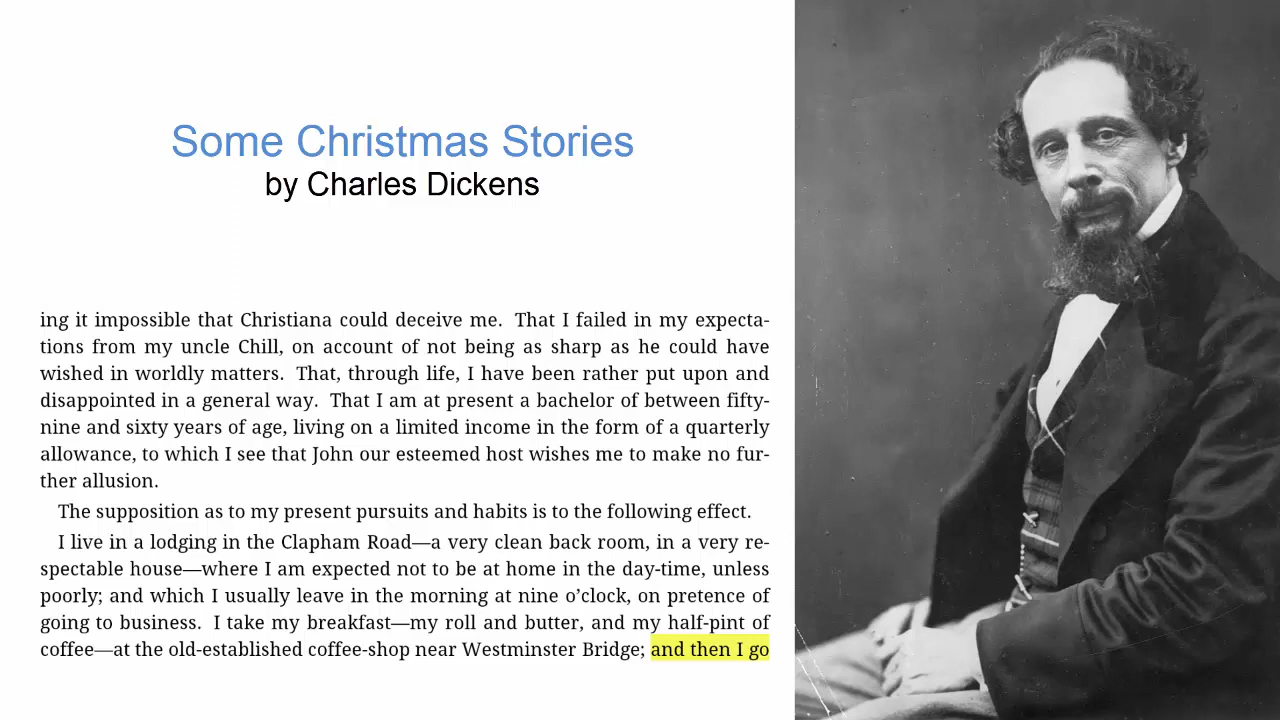 Some Christmas Stories
by Charles Dickens
ing it impossible that Christiana could deceive me.  That I failed in my expecta-
tions from my uncle Chill, on account of not being as sharp as he could have
wished in worldly matters.  That, through life, I have been rather put upon and
disappointed in a general way.  That I am at present a bachelor of between fifty-
nine and sixty years of age, living on a limited income in the form of a quarterly
allowance, to which I see that John our esteemed host wishes me to make no fur-
ther allusion.
The supposition as to my present pursuits and habits is to the following effect.
I live in a lodging in the Clapham Road—a very clean back room, in a very re-
spectable house—where I am expected not to be at home in the day-time, unless
poorly; and which I usually leave in the morning at nine o’clock, on pretence of
going to business.  I take my breakfast—my roll and butter, and my half-pint of
coffee—at the old-established coffee-shop near Westminster Bridge; and then I go